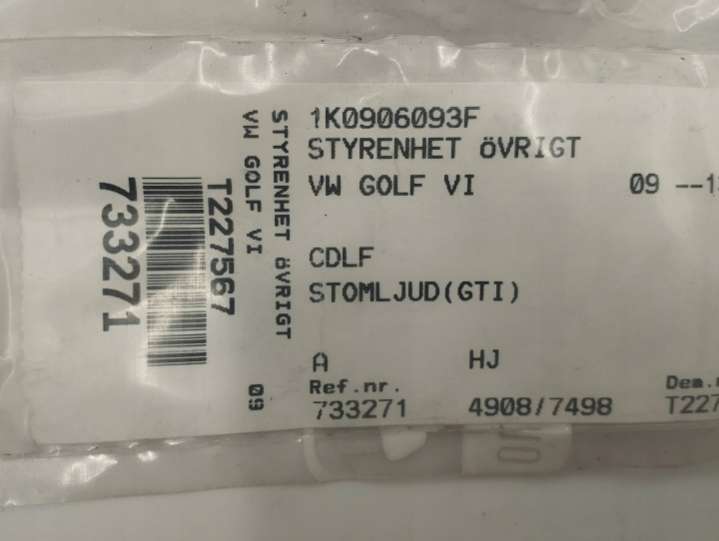 733271
T227567
VW GOLF VI 09
STYRENHET ÖVRIGT
1K0906093F
STYRENHET ÖVRIGT
VW GOLF VI 09 --1
CDLF
STOMLJUD(GTI)
A HJ
Ref.nr. Dem.
733271 4908/7498 T227